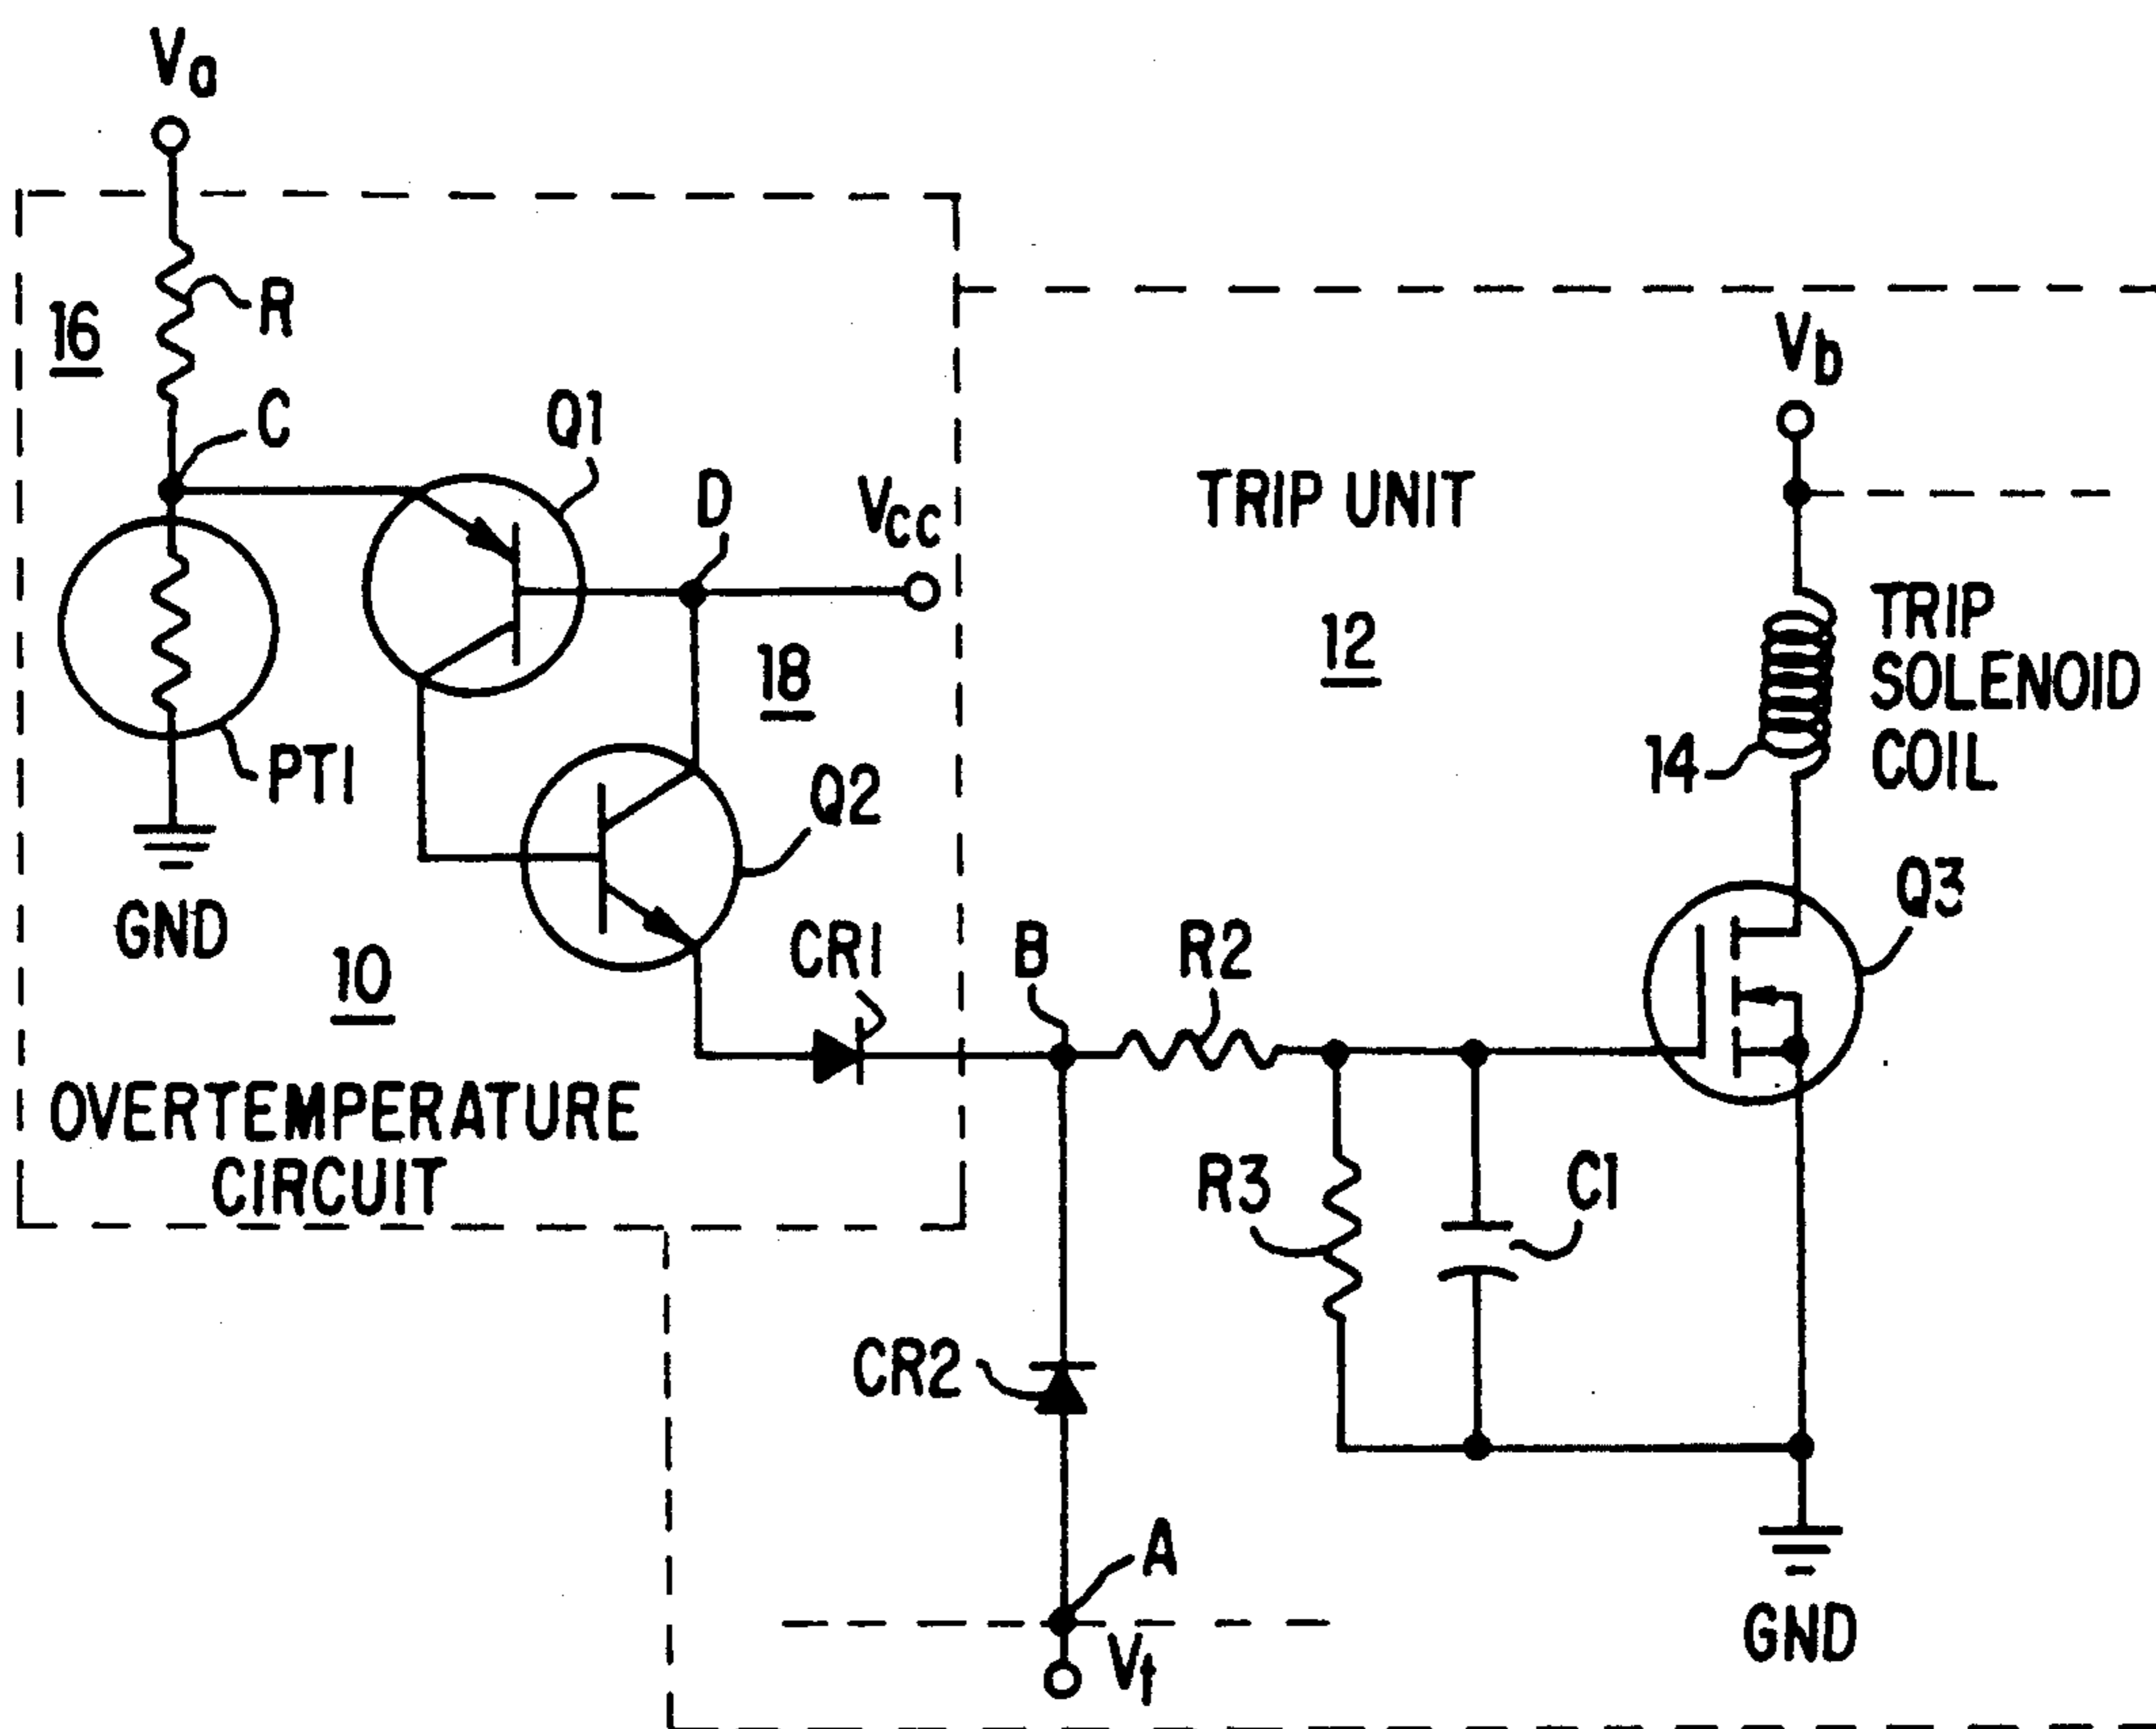 Va
R
16
C
Q1
D
Vcc
TRIP UNIT
Vb
12
18
TRIP
SOLENOID
COIL
14
PT1
Q2
GND
10
CR1
B
R2
Q3
OVERTEMPERATURE
CIRCUIT
R3
C1
CR2
A
Vt
GND